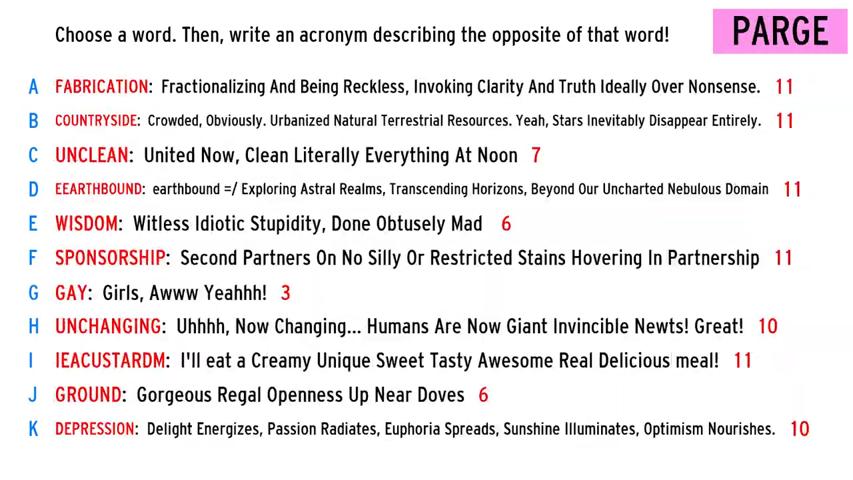 Choose a word. Then, write an acronym describing the opposite of that word!
PARGE
A FABRICATION: Fractionalizing And Being Reckless, Invoking Clarity And Truth Ideally Over Nonsense. 11
B COUNTRYSIDE: Crowded, Obviously. Urbanized Natural Terrestrial Resources. Yeah, Stars Inevitably Disappear Entirely. 11
C UNCLEAN: United Now, Clean Literally Everything At Noon 7
D EEARTHBOUND: earthbound =/ Exploring Astral Realms, Transcending Horizons, Beyond Our Uncharted Nebulous Domain 11
E WISDOM: Witless Idiotic Stupidity, Done Obtusely Mad 6
F SPONSORSHIP: Second Partners On No Silly Or Restricted Stains Hovering In Partnership 11
G GAY: Girls, Awww Yeahhh! 3
H UNCHANGING: Uhhhh, Now Changing... Humans Are Now Giant Invincible Newts! Great! 10
I IEACUSTARDM: I'll eat a Creamy Unique Sweet Tasty Awesome Real Delicious meal! 11
J GROUND: Gorgeous Regal Openness Up Near Doves 6
K DEPRESSION: Delight Energizes, Passion Radiates, Euphoria Spreads, Sunshine Illuminates, Optimism Nourishes. 10